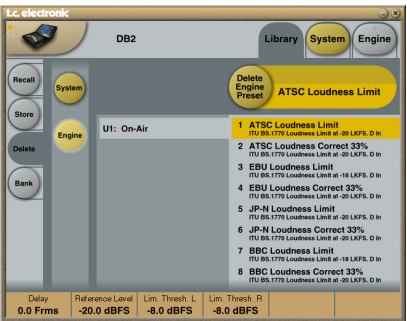 t.c. electronic
DB2
Library
System
Engine
Recall
Store
Delete
Bank
System
Engine
Delete
Engine
Preset
ATSC Loudness Limit
U1: On-Air
1 ATSC Loudness Limit
ITU BS.1770 Loudness Limit at -20 LKFS. D In
2 ATSC Loudness Correct 33%
ITU BS.1770 Loudness Limit at -20 LKFS. D In
3 EBU Loudness Limit
ITU BS.1770 Loudness Limit at -18 LKFS. D In
4 EBU Loudness Correct 33%
ITU BS.1770 Loudness Limit at -20 LKFS. D In
5 JP-N Loudness Limit
ITU BS.1770 Loudness Limit at -20 LKFS. D In
6 JP-N Loudness Correct 33%
ITU BS.1770 Loudness Limit at -20 LKFS. D In
7 BBC Loudness Limit
ITU BS.1770 Loudness Limit at -18 LKFS. D In
8 BBC Loudness Correct 33%
ITU BS.1770 Loudness Limit at -20 LKFS. D In
Delay
0.0 Frms
Reference Level
-20.0 dBFS
Lim. Thresh. L
-8.0 dBFS
Lim. Thresh. R
-8.0 dBFS